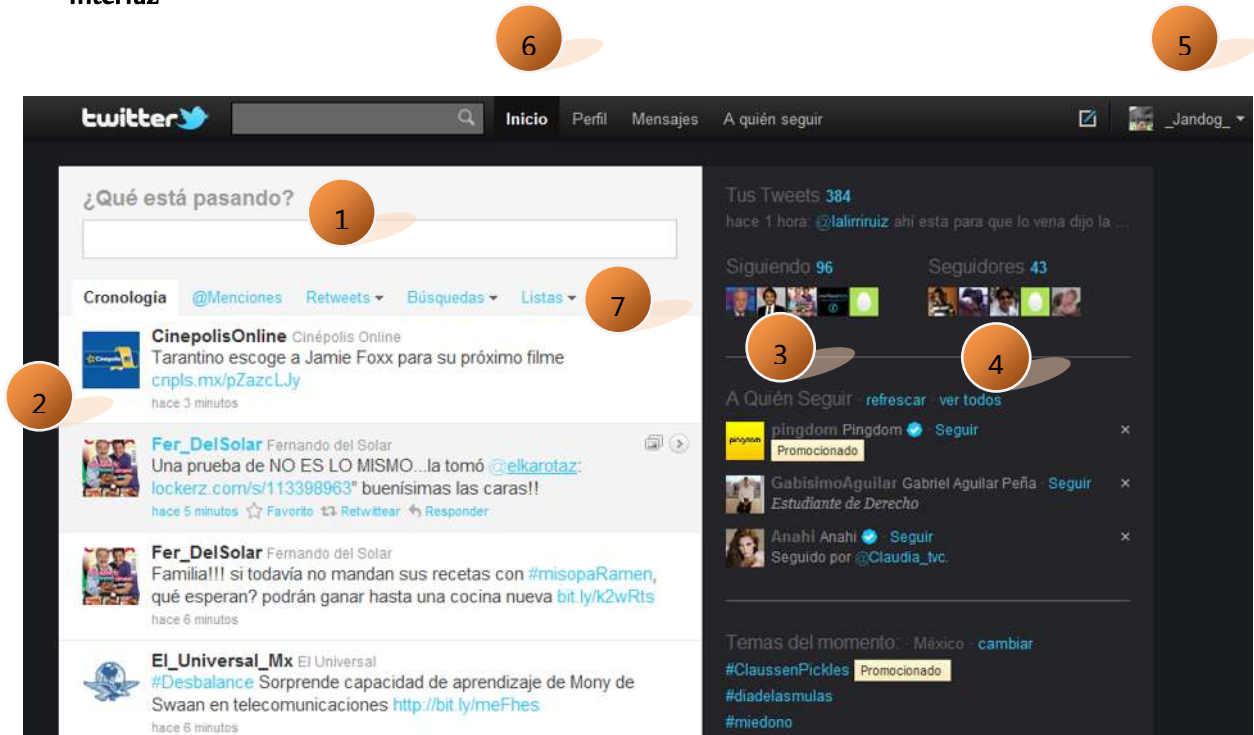 Interfaz
6
5
twitter
Inicio Perfil Mensajes A quién seguir
_Jandog_
¿Qué está pasando?
1
Cronología @Menciones Retweets Búsquedas Listas
7
CinepolisOnline Cinépolis Online
Tarantino escoge a Jamie Foxx para su próximo filme
cnpls.mx/pZazcLJy
hace 3 minutos
2
Fer_DelSolar Fernando del Solar
Una prueba de NO ES LO MISMO...la tomó @elkarotaz:
lockerz.com/s/113398963" buenísimas las caras!!
hace 5 minutos Favorito Retwittear Responder
Fer_DelSolar Fernando del Solar
Familia!!! si todavía no mandan sus recetas con #misopaRamen,
qué esperan? podrán ganar hasta una cocina nueva bit.ly/k2wRts
hace 6 minutos
El_Universal_Mx El Universal
#Desbalance Sorprende capacidad de aprendizaje de Mony de
Swaan en telecomunicaciones http://bit.ly/meFhes
hace 6 minutos
Tus Tweets 384
hace 1 hora: @lalirriruiz ahí esta para que lo vena dijo la ...
Siguiendo 96
Seguidores 43
3
4
A Quién Seguir · refrescar · ver todos
pingdom
pingdom Pingdom · Seguir ×
Promocionado
GabisimoAguilar Gabriel Aguilar Peña · Seguir ×
Estudiante de Derecho
Anahi Anahi · Seguir ×
Seguido por @Claudia_tvc.
Temas del momento: · México · cambiar
#ClaussenPickles Promocionado
#diadelasmulas
#miedono